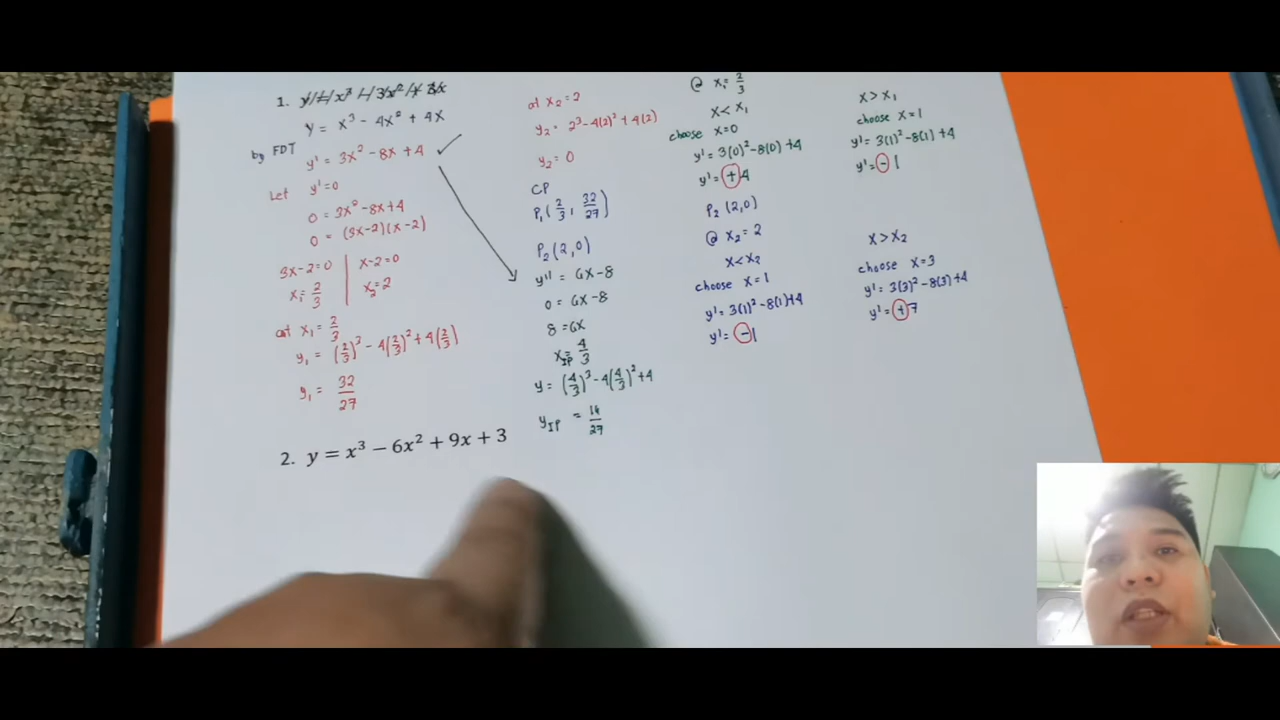 1. y = x³ - 3x² + 3x
y = x³ - 4x² + 4x
by FDT
y' = 3x² - 8x + 4
Let y' = 0
0 = 3x² - 8x + 4
0 = (3x-2)(x-2)
3x-2=0 | x-2=0
x₁ = 2/3 | x₂ = 2
at x₁ = 2/3
y₁ = (2/3)³ - 4(2/3)² + 4(2/3)
y₁ = 32/27
2. y = x³ − 6x² + 9x + 3
at x₂ = 2
y₂ = 2³ - 4(2)² + 4(2)
y₂ = 0
CP
P₁(2/3, 32/27)
P₂(2,0)
y'' = 6x-8
0 = 6x-8
8 = 6x
x_IP = 4/3
y = (4/3)³ - 4(4/3)² + 4
y_IP = 16/27
@ x₁ = 2/3
x < x₁
choose x=0
y' = 3(0)² - 8(0) + 4
y' = + 4
P₂ (2,0)
@ x₂ = 2
x < x₂
choose x = 1
y' = 3(1)² - 8(1) + 4
y' = - 1
x > x₁
choose x = 1
y' = 3(1)² - 8(1) + 4
y' = - 1
x > x₂
choose x = 3
y' = 3(3)² - 8(3) + 4
y' = + 7